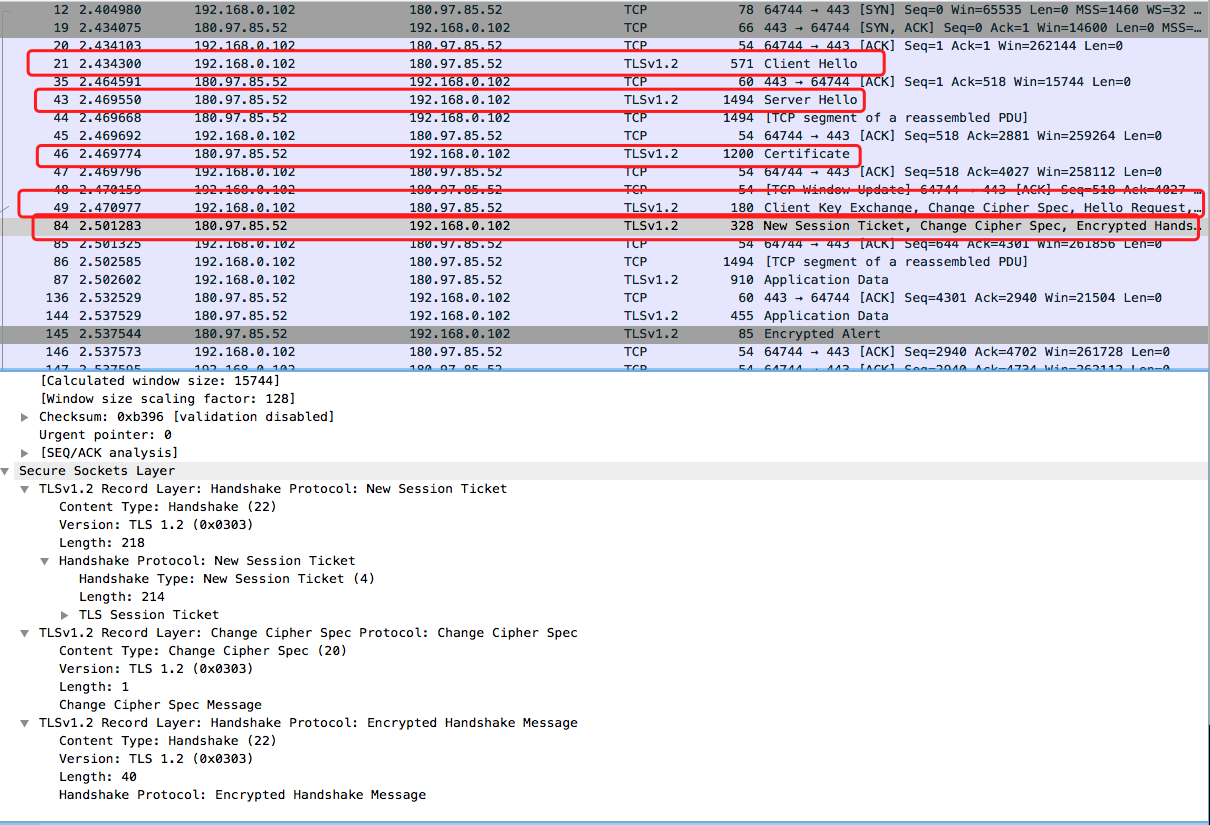 12 2.404980 192.168.0.102 180.97.85.52 TCP 78 64744 → 443 [SYN] Seq=0 Win=65535 Len=0 MSS=1460 WS=32 …
19 2.434075 180.97.85.52 192.168.0.102 TCP 66 443 → 64744 [SYN, ACK] Seq=0 Ack=1 Win=14600 Len=0 MSS=…
20 2.434103 192.168.0.102 180.97.85.52 TCP 54 64744 → 443 [ACK] Seq=1 Ack=1 Win=262144 Len=0
21 2.434300 192.168.0.102 180.97.85.52 TLSv1.2 571 Client Hello
35 2.464591 180.97.85.52 192.168.0.102 TCP 60 443 → 64744 [ACK] Seq=1 Ack=518 Win=15744 Len=0
43 2.469550 180.97.85.52 192.168.0.102 TLSv1.2 1494 Server Hello
44 2.469668 180.97.85.52 192.168.0.102 TCP 1494 [TCP segment of a reassembled PDU]
45 2.469692 192.168.0.102 180.97.85.52 TCP 54 64744 → 443 [ACK] Seq=518 Ack=2881 Win=259264 Len=0
46 2.469774 180.97.85.52 192.168.0.102 TLSv1.2 1200 Certificate
47 2.469796 192.168.0.102 180.97.85.52 TCP 54 64744 → 443 [ACK] Seq=518 Ack=4027 Win=258112 Len=0
48 2.470159 192.168.0.102 180.97.85.52 TCP 54 [TCP Window Update] 64744 → 443 [ACK] Seq=518 Ack=4027 …
49 2.470977 192.168.0.102 180.97.85.52 TLSv1.2 180 Client Key Exchange, Change Cipher Spec, Hello Request,…
84 2.501283 180.97.85.52 192.168.0.102 TLSv1.2 328 New Session Ticket, Change Cipher Spec, Encrypted Hands…
85 2.501325 192.168.0.102 180.97.85.52 TCP 54 64744 → 443 [ACK] Seq=644 Ack=4301 Win=261856 Len=0
86 2.502585 192.168.0.102 180.97.85.52 TCP 1494 [TCP segment of a reassembled PDU]
87 2.502602 192.168.0.102 180.97.85.52 TLSv1.2 910 Application Data
136 2.532529 180.97.85.52 192.168.0.102 TCP 60 443 → 64744 [ACK] Seq=4301 Ack=2940 Win=21504 Len=0
144 2.537529 180.97.85.52 192.168.0.102 TLSv1.2 455 Application Data
145 2.537544 180.97.85.52 192.168.0.102 TLSv1.2 85 Encrypted Alert
146 2.537573 192.168.0.102 180.97.85.52 TCP 54 64744 → 443 [ACK] Seq=2940 Ack=4702 Win=261728 Len=0
147 2.537595 192.168.0.102 180.97.85.52 TCP 54 64744 → 443 [ACK] Seq=2940 Ack=4734 Win=262112 Len=0
[Calculated window size: 15744]
[Window size scaling factor: 128]
Checksum: 0xb396 [validation disabled]
Urgent pointer: 0
[SEQ/ACK analysis]
Secure Sockets Layer
TLSv1.2 Record Layer: Handshake Protocol: New Session Ticket
Content Type: Handshake (22)
Version: TLS 1.2 (0x0303)
Length: 218
Handshake Protocol: New Session Ticket
Handshake Type: New Session Ticket (4)
Length: 214
TLS Session Ticket
TLSv1.2 Record Layer: Change Cipher Spec Protocol: Change Cipher Spec
Content Type: Change Cipher Spec (20)
Version: TLS 1.2 (0x0303)
Length: 1
Change Cipher Spec Message
TLSv1.2 Record Layer: Handshake Protocol: Encrypted Handshake Message
Content Type: Handshake (22)
Version: TLS 1.2 (0x0303)
Length: 40
Handshake Protocol: Encrypted Handshake Message